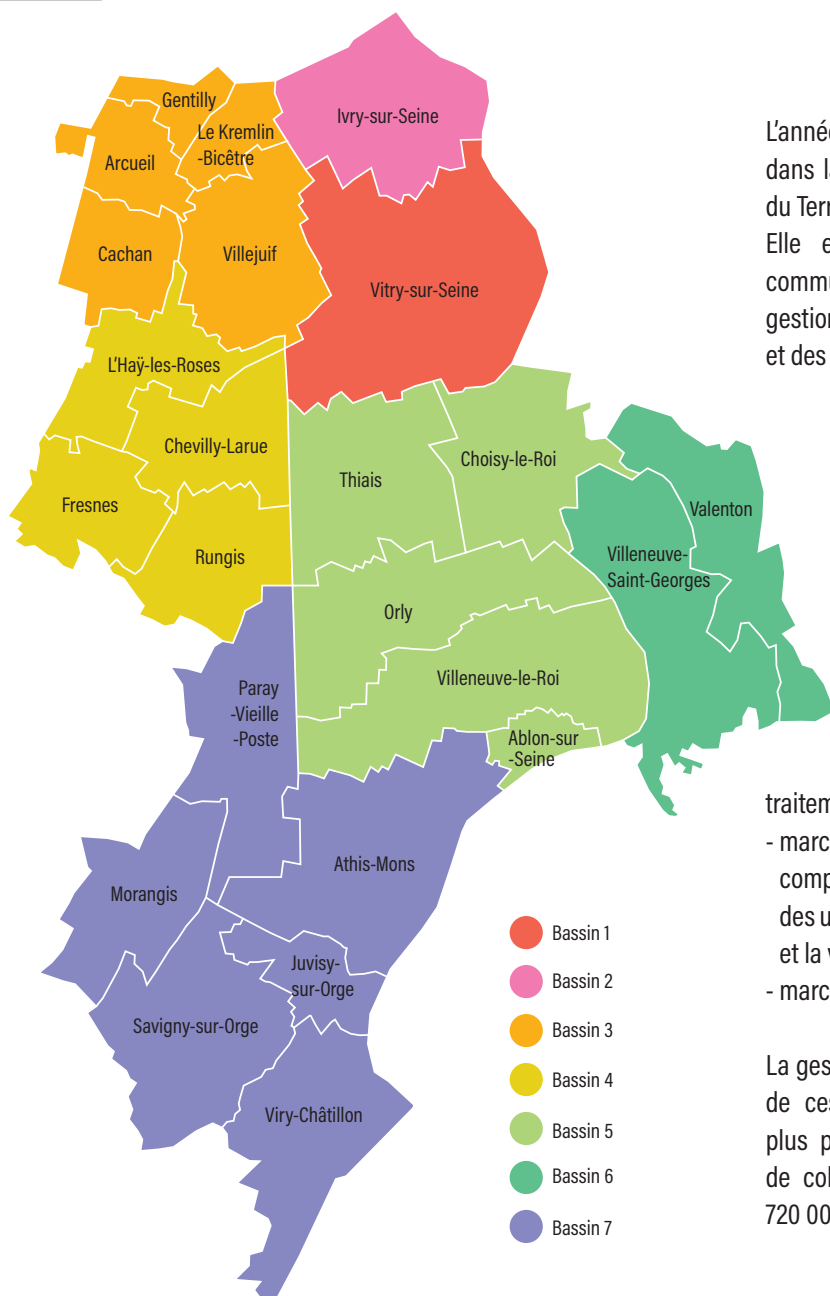 Gentilly
Le Kremlin
-Bicêtre
Ivry-sur-Seine
Arcueil
Cachan
Villejuif
Vitry-sur-Seine
L'Haÿ-les-Roses
Chevilly-Larue
Fresnes
Rungis
Thiais
Choisy-le-Roi
Valenton
Villeneuve-
Saint-Georges
Orly
Villeneuve-le-Roi
Ablon-sur
-Seine
Paray
-Vieille
-Poste
Athis-Mons
Morangis
Juvisy-
sur-Orge
Savigny-sur-Orge
Viry-Châtillon
Bassin 1
Bassin 2
Bassin 3
Bassin 4
Bassin 5
Bassin 6
Bassin 7
L'année
dans la
du Terr
Elle e
commu
gestion
et des
traitem
- marc
comp
des u
et la v
- marc
La ges
de ces
plus p
de col
720 00